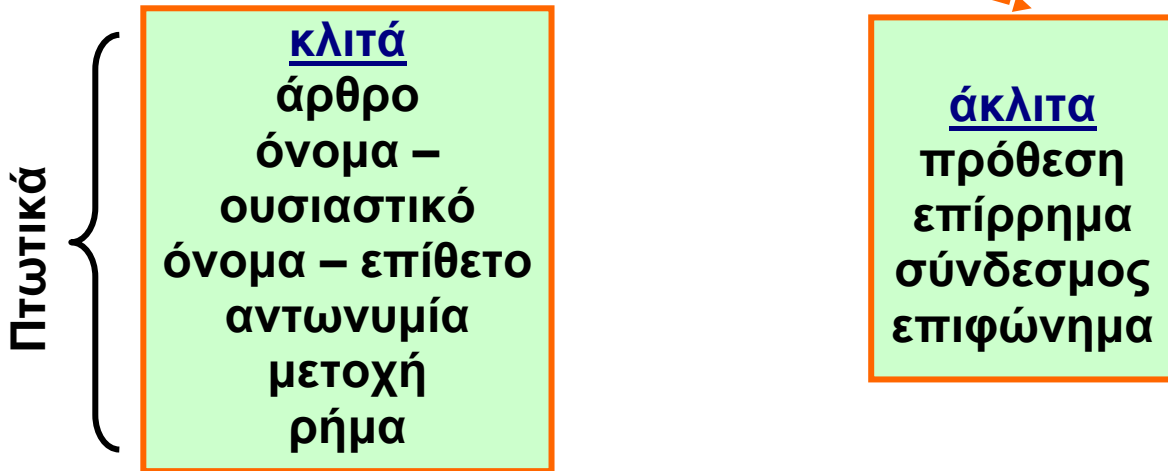 Πτωτικά
κλιτά
άρθρο
όνομα –
ουσιαστικό
όνομα – επίθετο
αντωνυμία
μετοχή
ρήμα
άκλιτα
πρόθεση
επίρρημα
σύνδεσμος
επιφώνημα